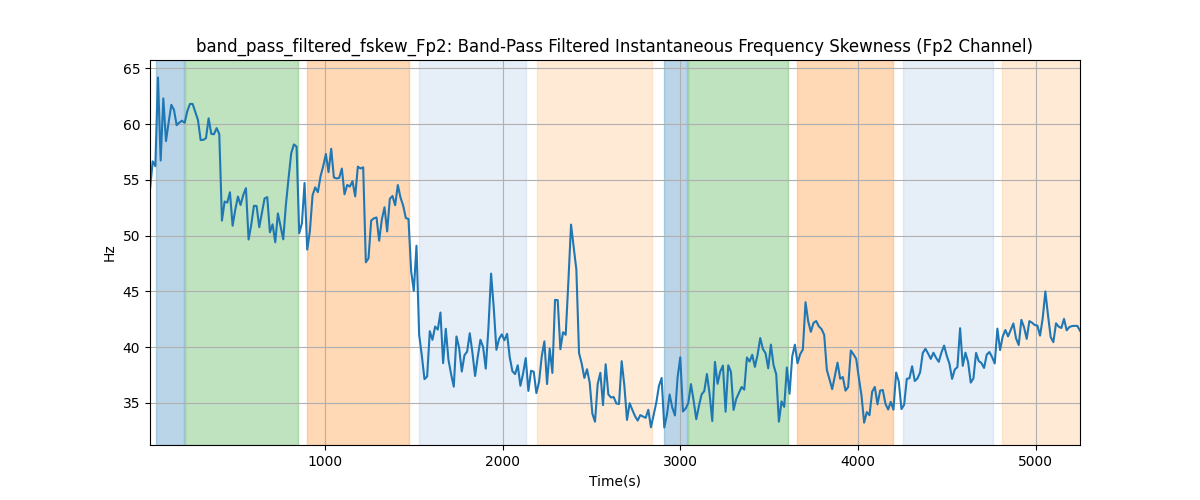 band_pass_filtered_fskew_Fp2: Band-Pass Filtered Instantaneous Frequency Skewness (Fp2 Channel)
65
60
55
50
45
40
35
Hz
1000 2000 3000 4000 5000
Time(s)